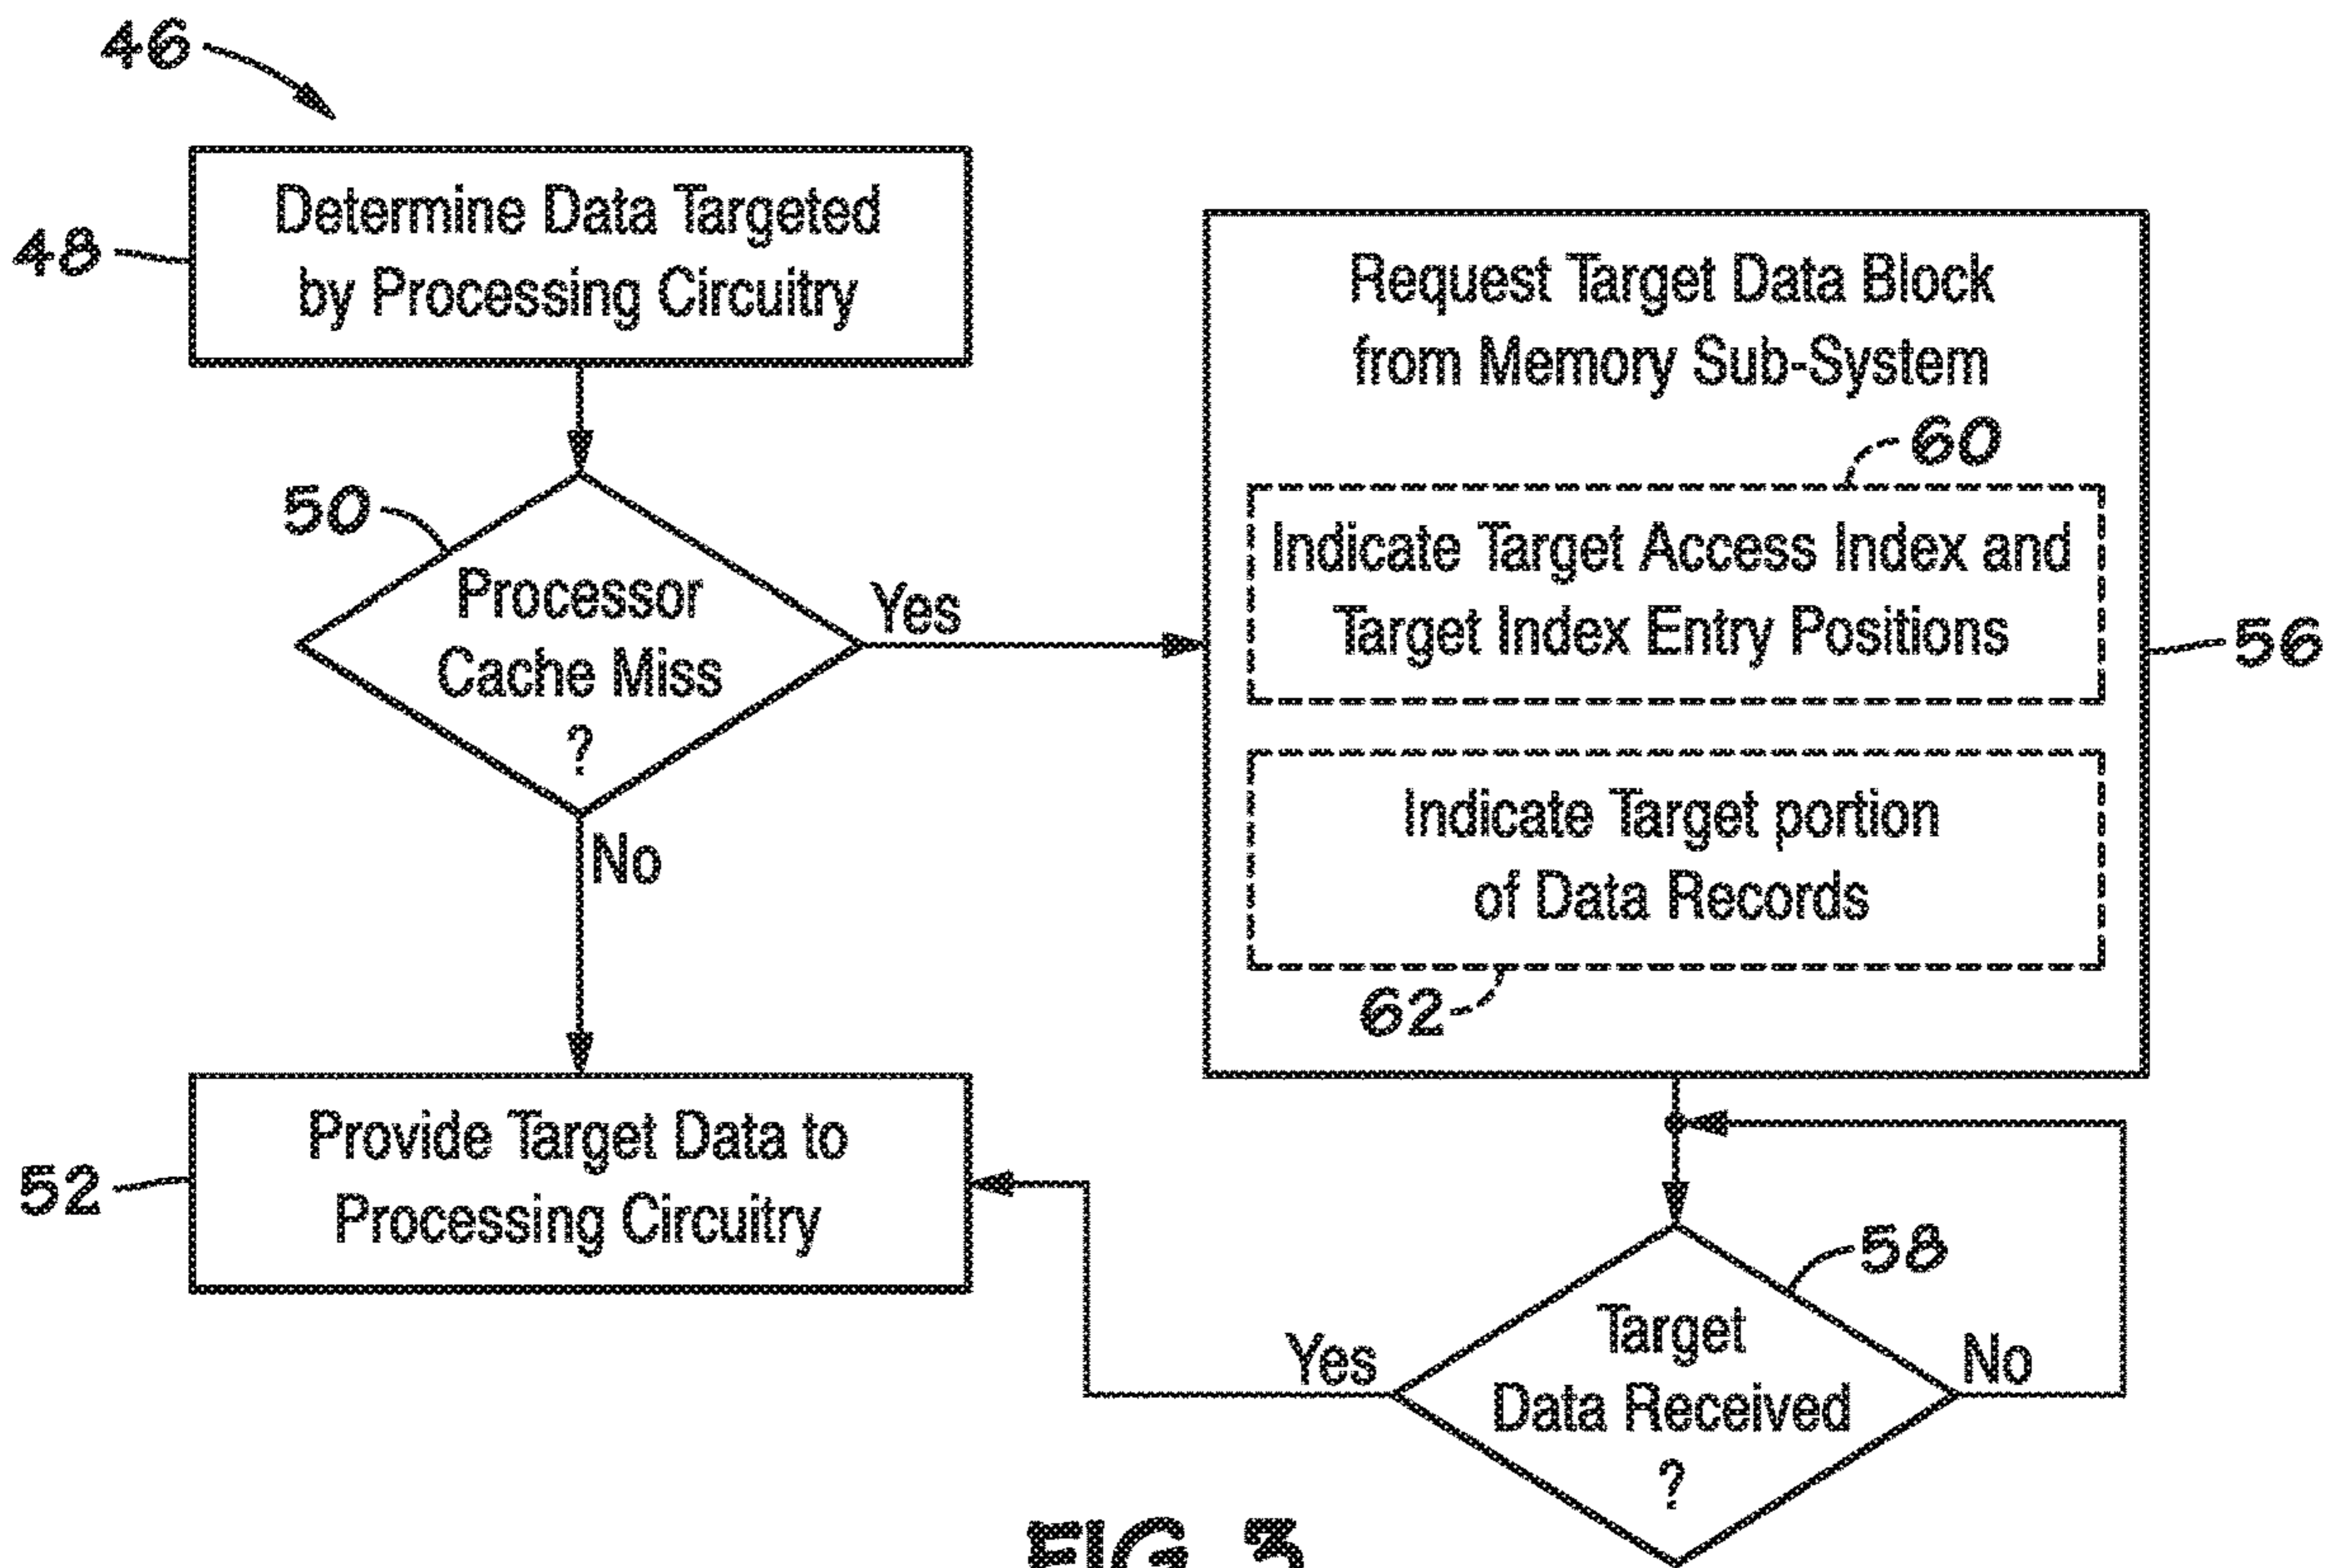 46
48
Determine Data Targeted
by Processing Circuitry
50
Processor
Cache Miss
?
Yes
No
Request Target Data Block
from Memory Sub-System
60
Indicate Target Access Index and
Target Index Entry Positions
56
Indicate Target portion
of Data Records
62
52
Provide Target Data to
Processing Circuitry
58
Target
Data Received
?
Yes
No
FIG. 3